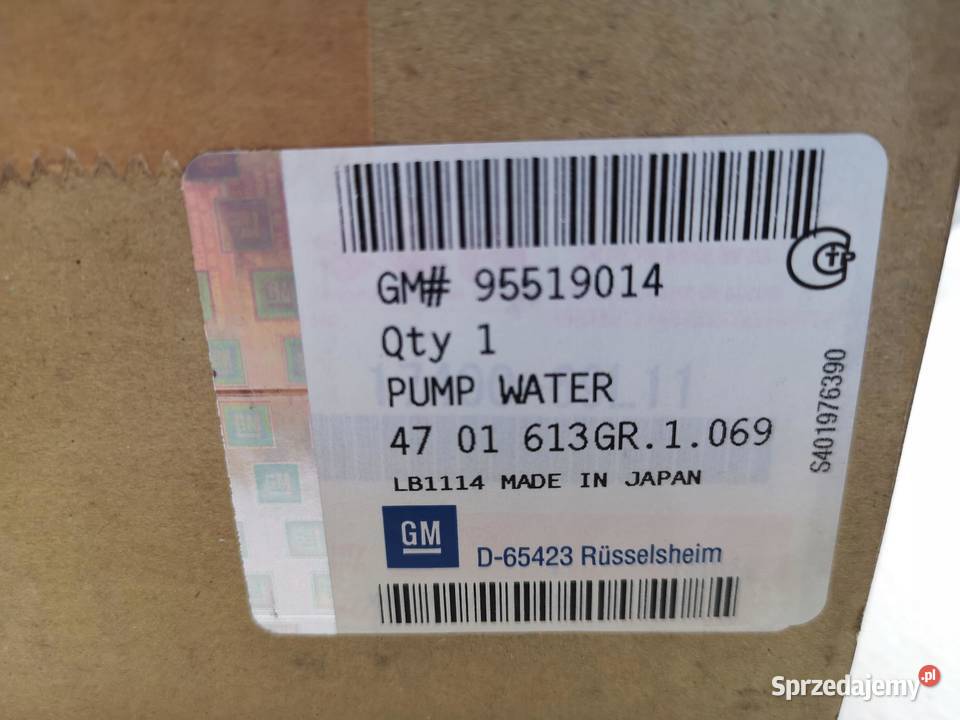 GM# 95519014
Qty 1
PUMP WATER
47 01 613GR.1.069
LB1114 MADE IN JAPAN
GM
D-65423 Rüsselsheim
S401976390
Sprzedajemy.pl